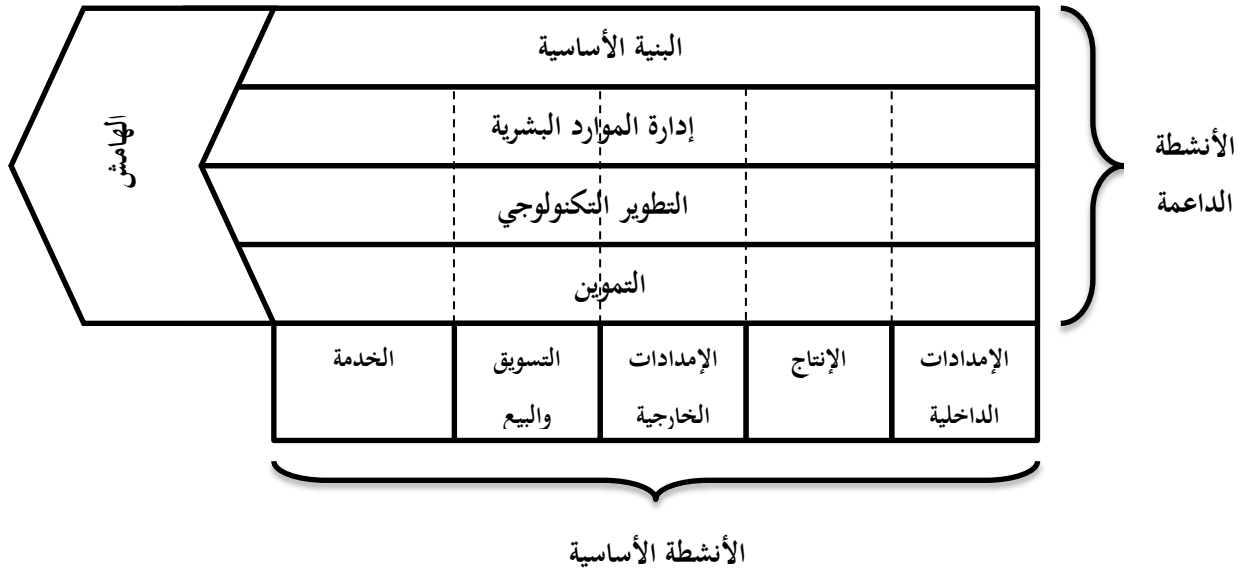 البنية الأساسية
إدارة الموارد البشرية
التطوير التكنولوجي
التموين
الأنشطة
الداعمة
الهامش
الإمدادات
الداخلية
الإنتاج
الإمدادات
الخارجية
التسويق
والبيع
الخدمة
الأنشطة الأساسية